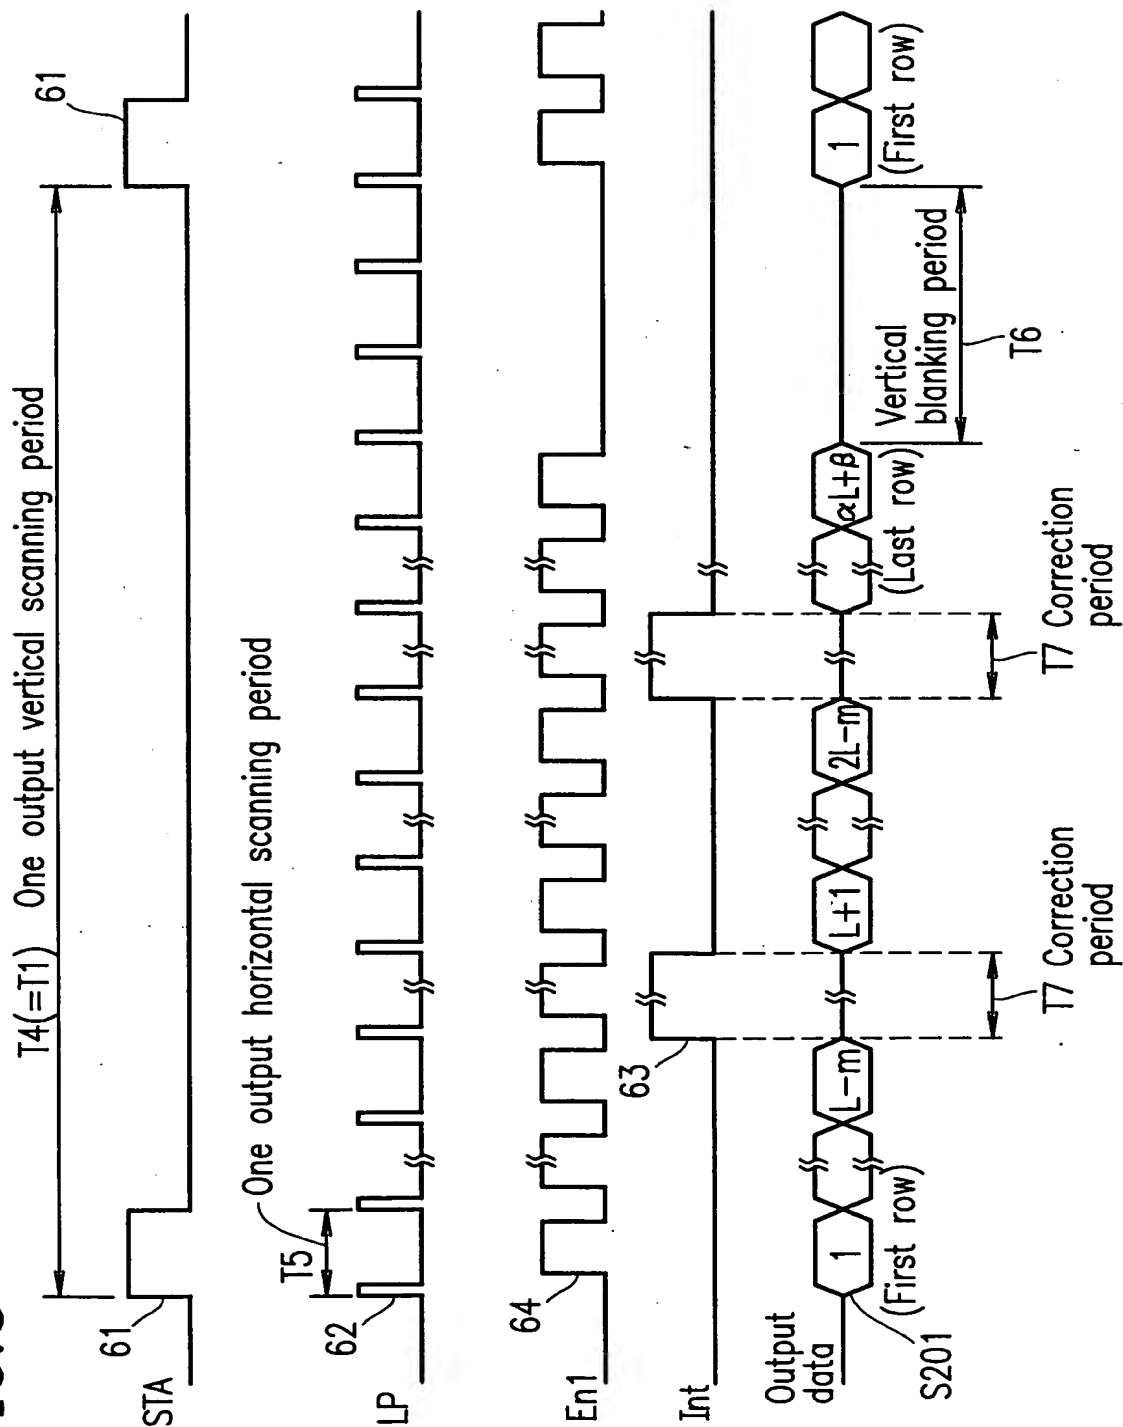 61
T4(=T1) One output vertical scanning period
61
STA
One output horizontal scanning period
T5
62
LP
64
En1
63
Int
Output
data
1
L-m
L+1
2L-m
αL+β
1
(First row)
(Last row)
(First row)
S201
Vertical
blanking period
T6
T7 Correction
period
T7 Correction
period